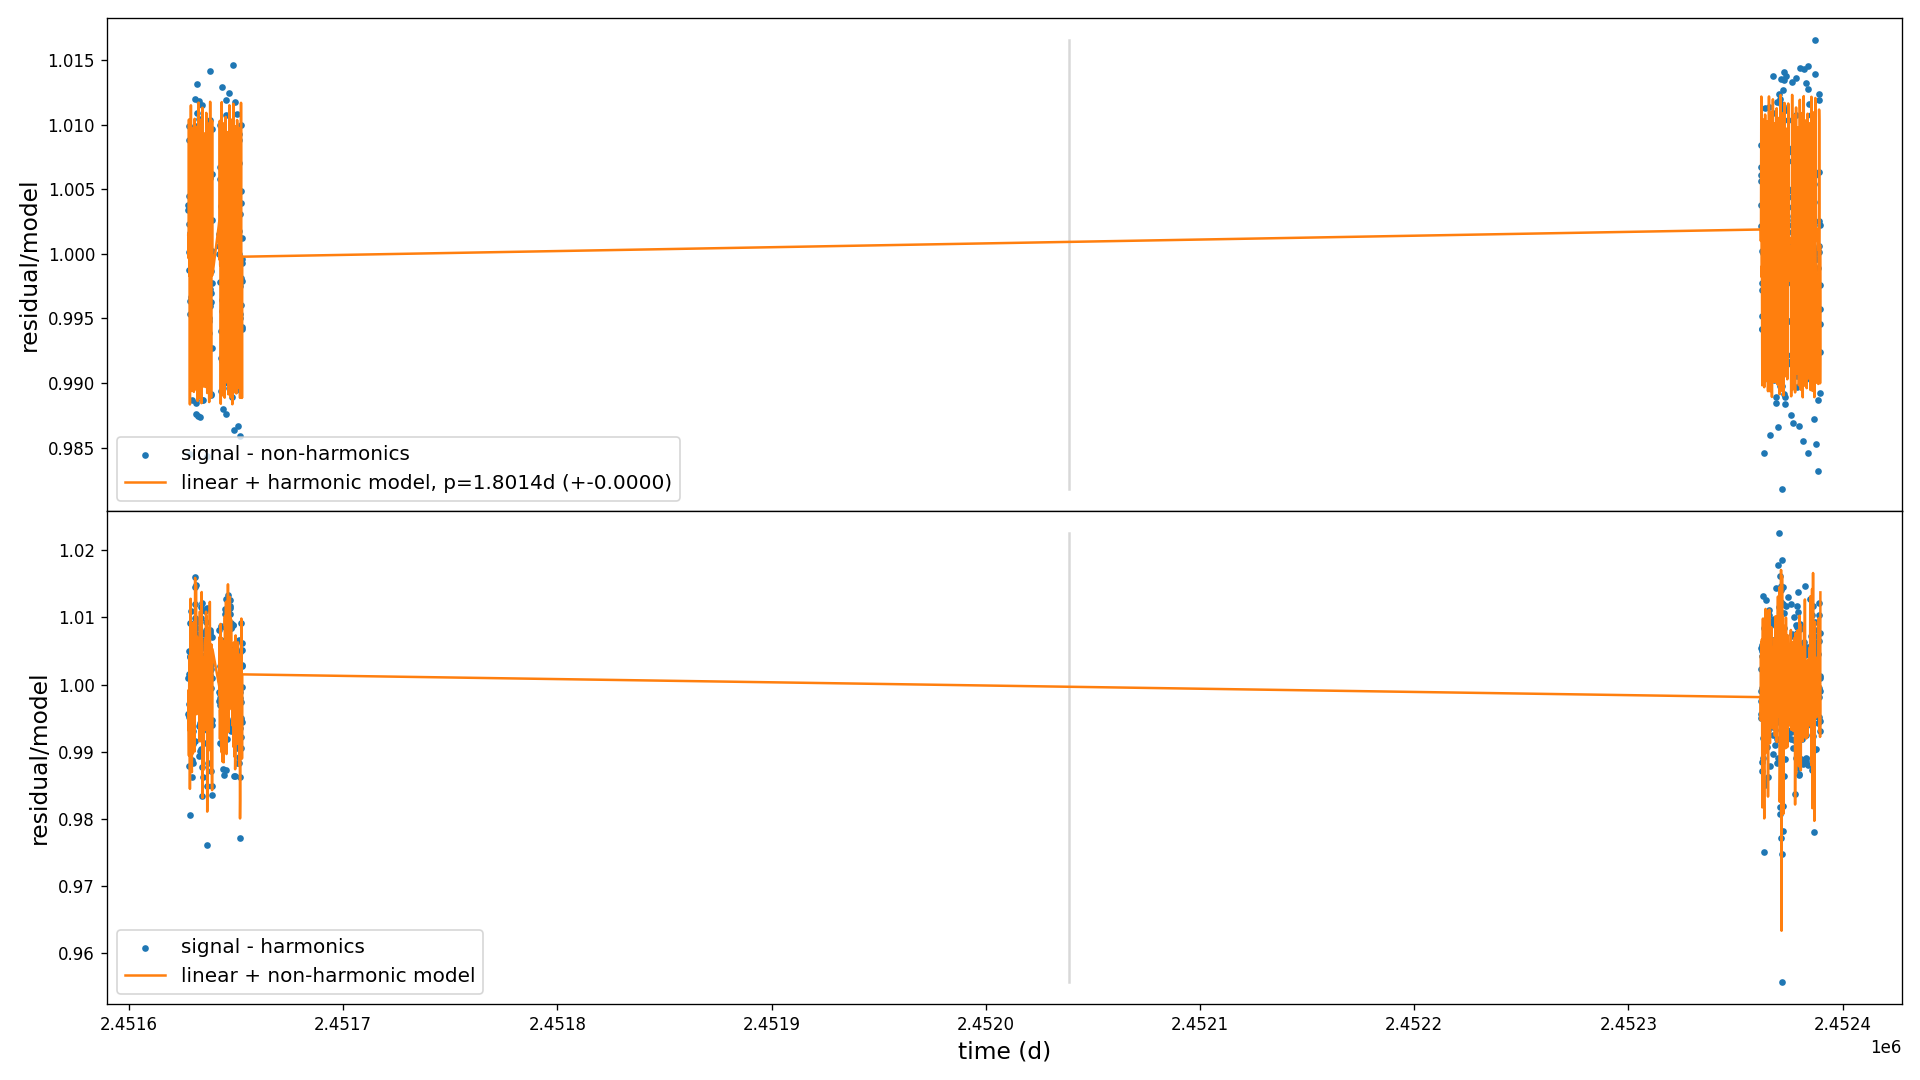 1.015
1.010
1.005
1.000
0.995
0.990
0.985
residual/model
signal - non-harmonics
linear + harmonic model, p=1.8014d (+-0.0000)
1.02
1.01
1.00
0.99
0.98
0.97
0.96
residual/model
signal - harmonics
linear + non-harmonic model
2.4516 2.4517 2.4518 2.4519 2.4520 2.4521 2.4522 2.4523 2.4524
time (d)
1e6